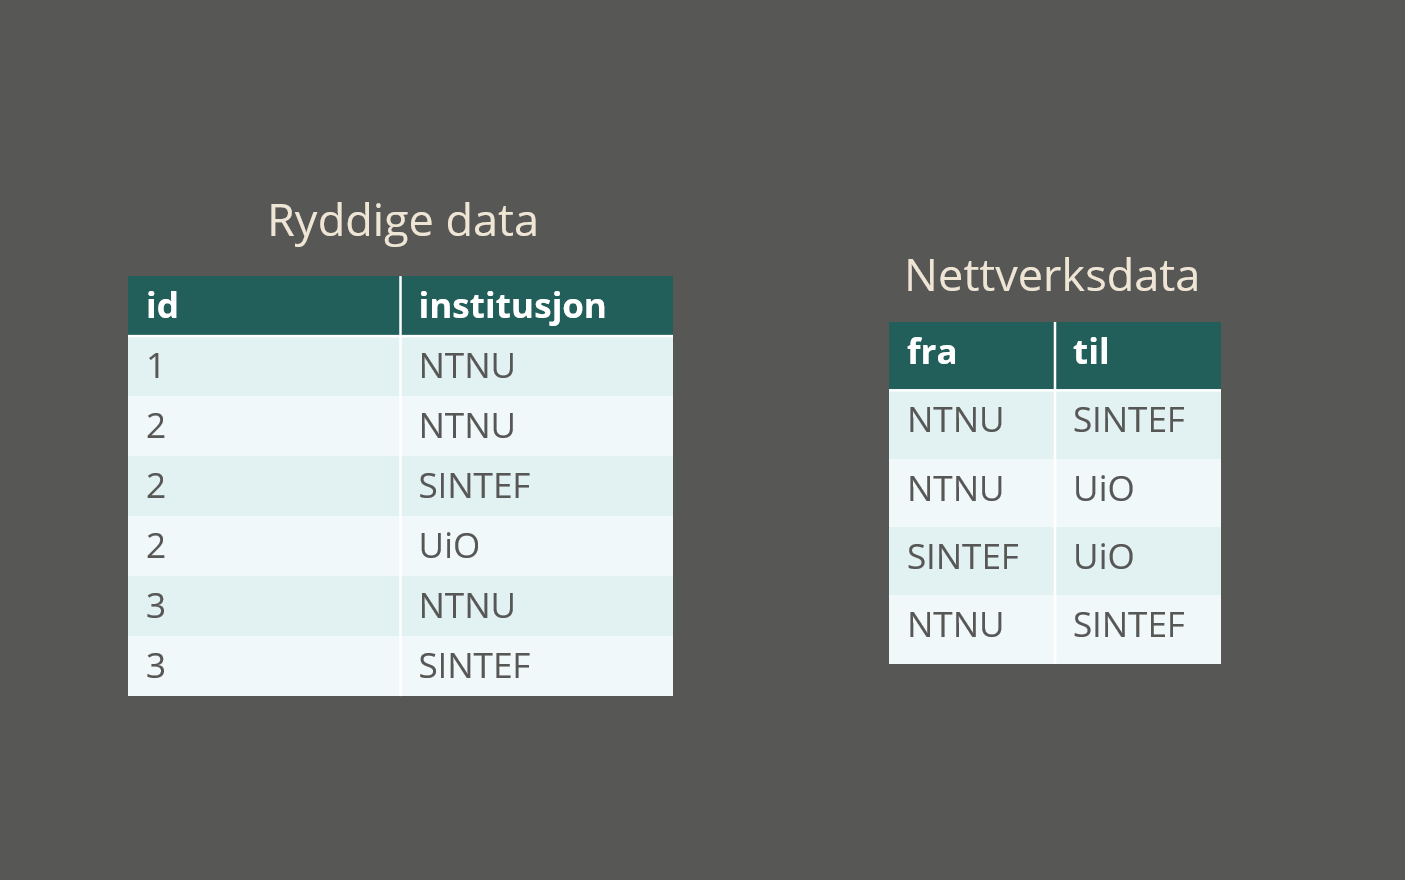 Ryddige data
id institusjon
1 NTNU
2 NTNU
2 SINTEF
2 UiO
3 NTNU
3 SINTEF
Nettverksdata
fra til
NTNU SINTEF
NTNU UiO
SINTEF UiO
NTNU SINTEF